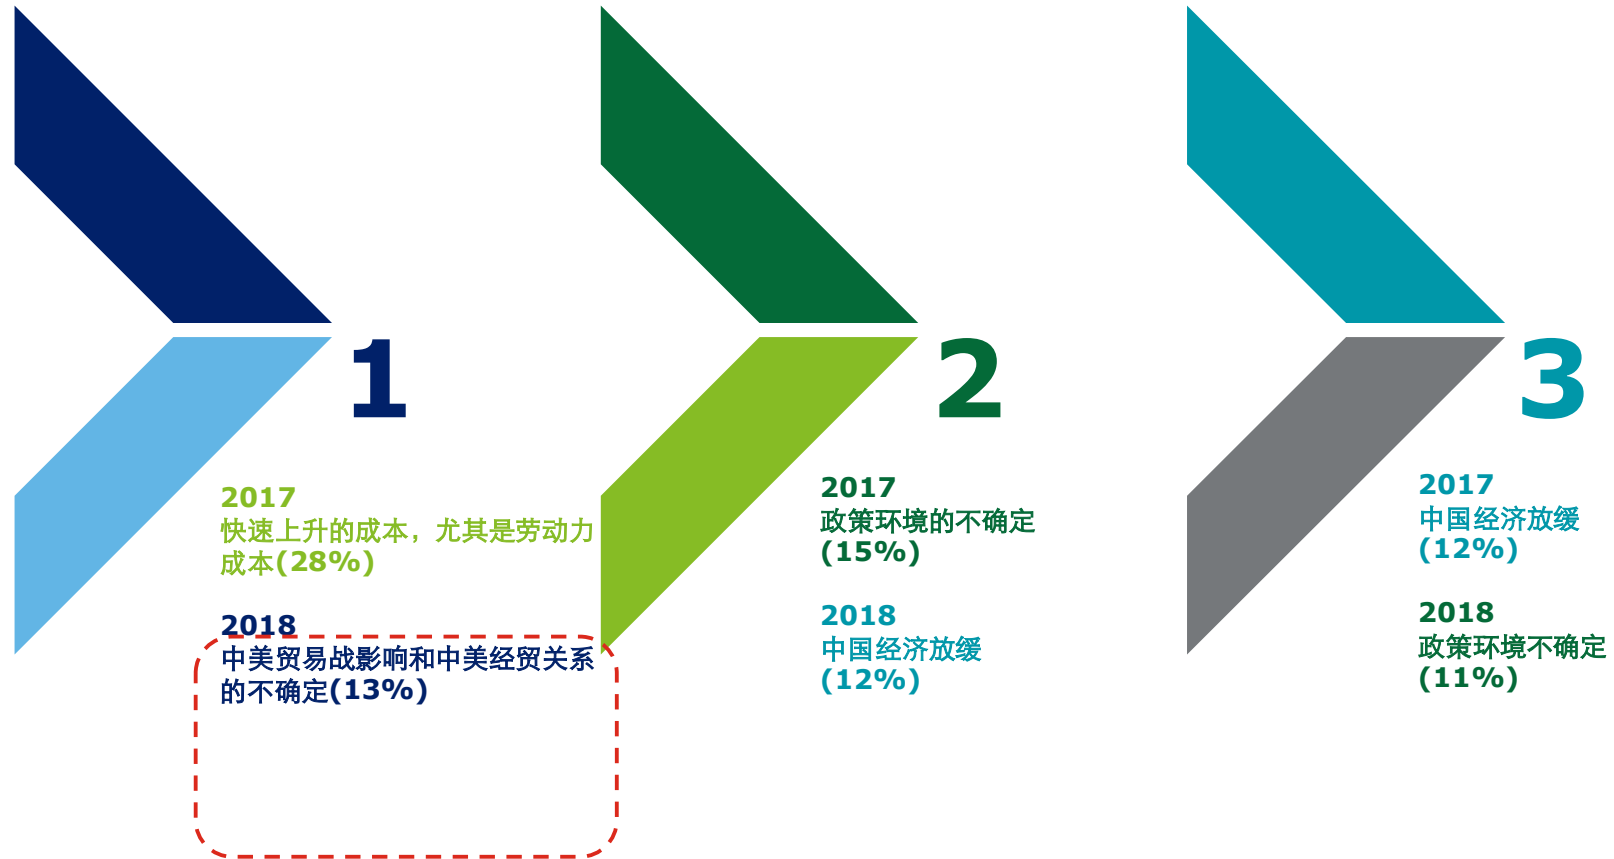 1
2017
快速上升的成本，尤其是劳动力
成本(28%)
2018
中美贸易战影响和中美经贸关系
的不确定(13%)
2
2017
政策环境的不确定
(15%)
2018
中国经济放缓
(12%)
3
2017
中国经济放缓
(12%)
2018
政策环境不确定
(11%)